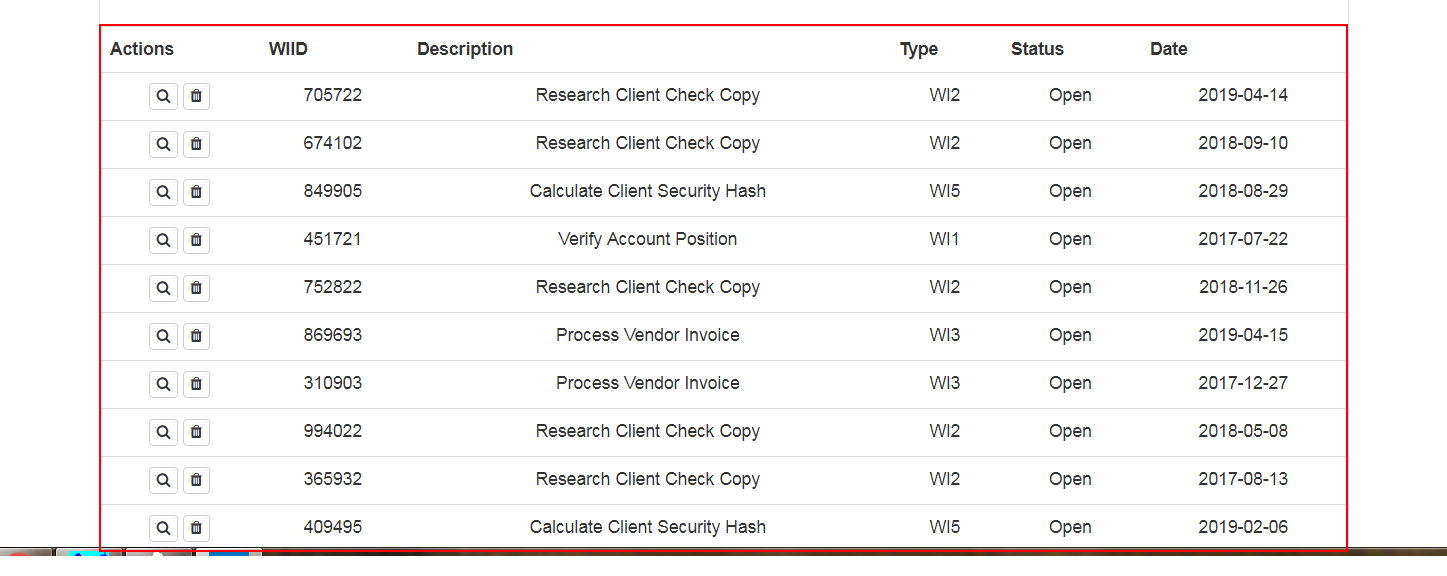 Actions WIID Description Type Status Date
705722 Research Client Check Copy WI2 Open 2019-04-14
674102 Research Client Check Copy WI2 Open 2018-09-10
849905 Calculate Client Security Hash WI5 Open 2018-08-29
451721 Verify Account Position WI1 Open 2017-07-22
752822 Research Client Check Copy WI2 Open 2018-11-26
869693 Process Vendor Invoice WI3 Open 2019-04-15
310903 Process Vendor Invoice WI3 Open 2017-12-27
994022 Research Client Check Copy WI2 Open 2018-05-08
365932 Research Client Check Copy WI2 Open 2017-08-13
409495 Calculate Client Security Hash WI5 Open 2019-02-06